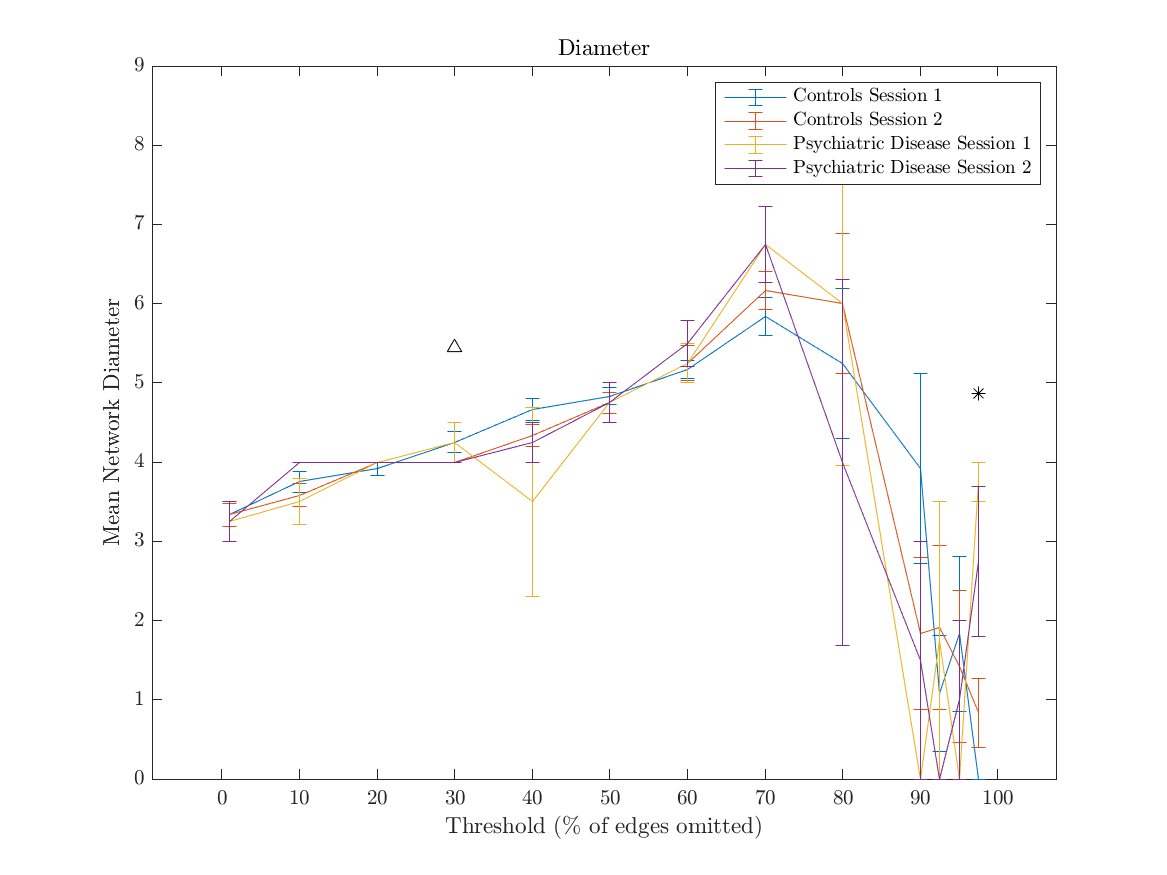 Diameter
9
8
7
6
5
4
3
2
1
0
Mean Network Diameter
Controls Session 1
Controls Session 2
Psychiatric Disease Session 1
Psychiatric Disease Session 2
0 10 20 30 40 50 60 70 80 90 100
Threshold (% of edges omitted)